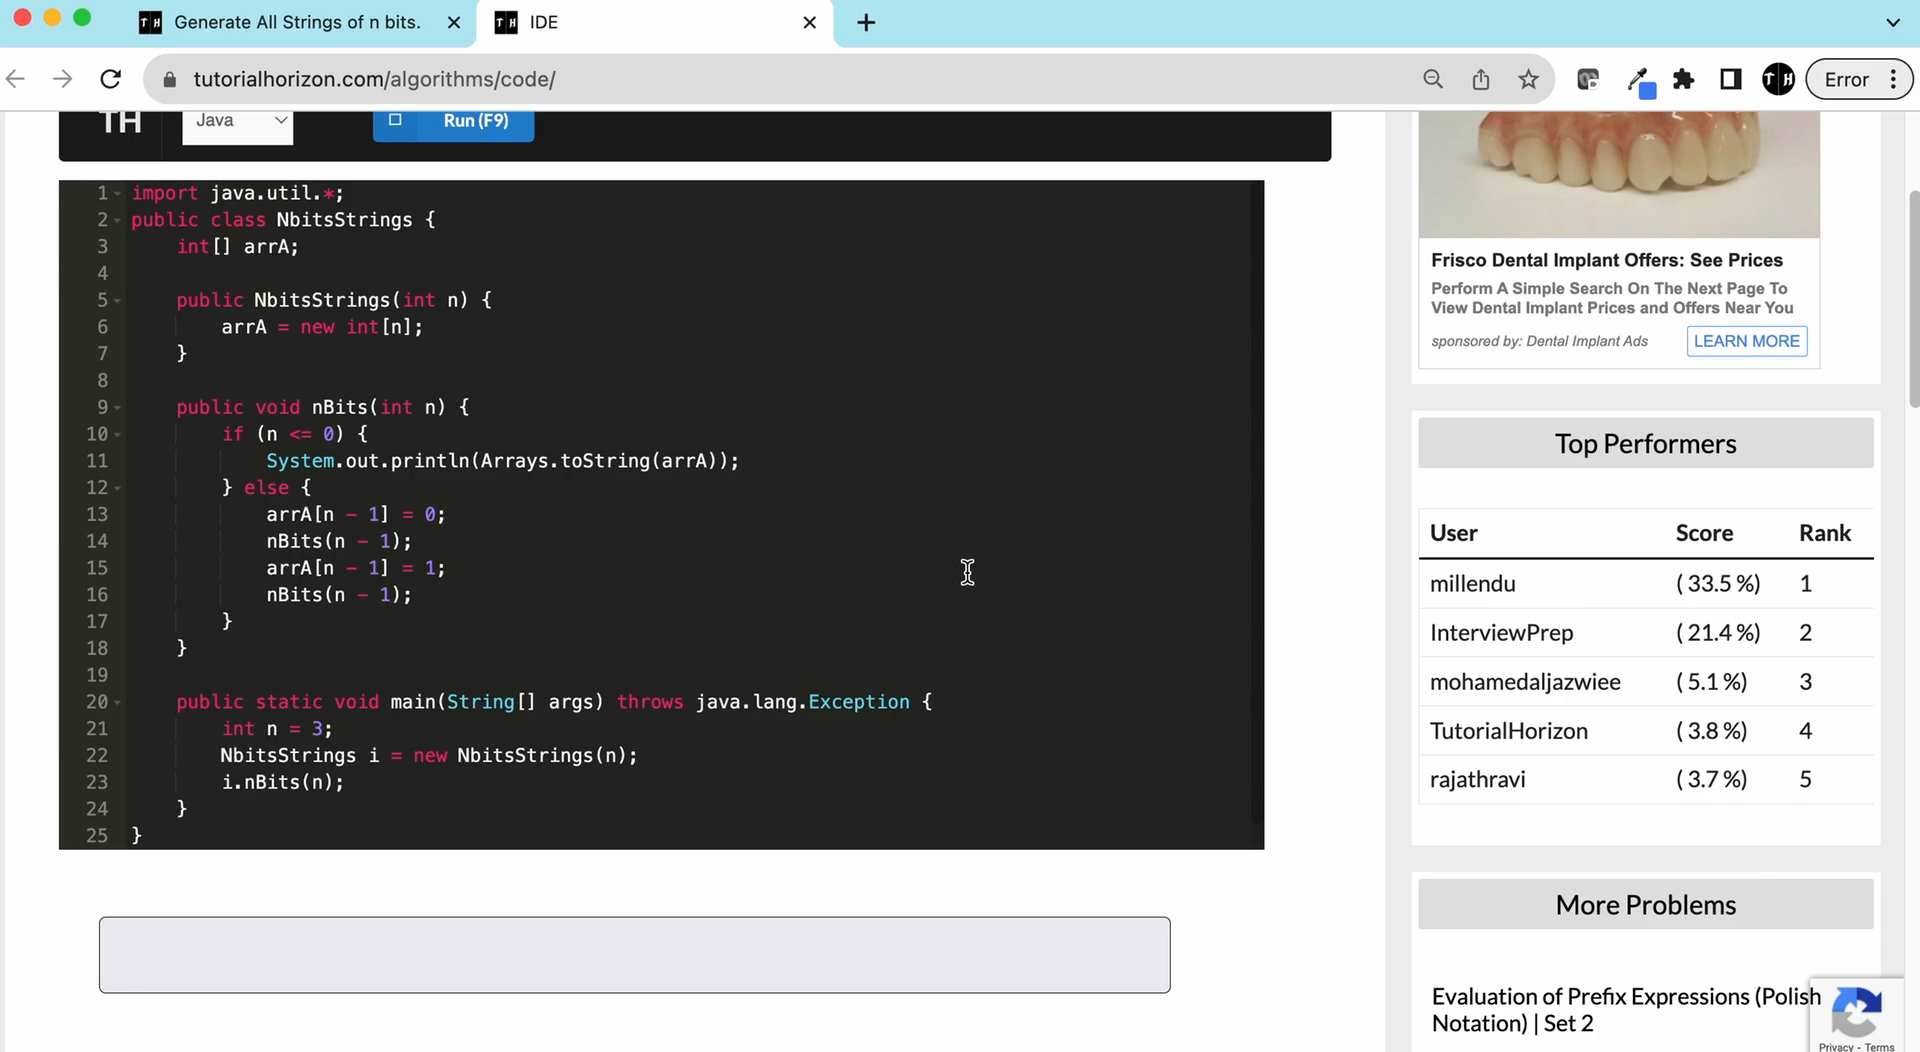 TH Generate All Strings of n bits.
TH IDE
tutorialhorizon.com/algorithms/code/
TH Error
TH Java Run (F9)
1 import java.util.*;
2 public class NbitsStrings {
3 int[] arrA;
4
5 public NbitsStrings(int n) {
6 arrA = new int[n];
7 }
8
9 public void nBits(int n) {
10 if (n <= 0) {
11 System.out.println(Arrays.toString(arrA));
12 } else {
13 arrA[n - 1] = 0;
14 nBits(n - 1);
15 arrA[n - 1] = 1;
16 nBits(n - 1);
17 }
18 }
19
20 public static void main(String[] args) throws java.lang.Exception {
21 int n = 3;
22 NbitsStrings i = new NbitsStrings(n);
23 i.nBits(n);
24 }
25 }
Frisco Dental Implant Offers: See Prices
Perform A Simple Search On The Next Page To
View Dental Implant Prices and Offers Near You
sponsored by: Dental Implant Ads LEARN MORE
Top Performers
User Score Rank
millendu ( 33.5 %) 1
InterviewPrep ( 21.4 %) 2
mohamedaljazwiee ( 5.1 %) 3
TutorialHorizon ( 3.8 %) 4
rajathravi ( 3.7 %) 5
More Problems
Evaluation of Prefix Expressions (Polish
Notation) | Set 2
Privacy - Terms